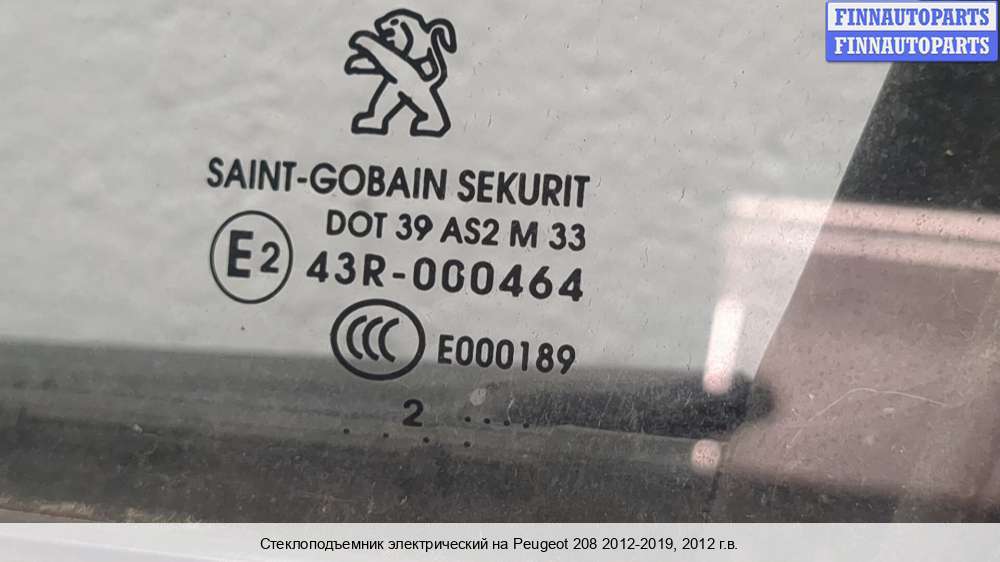 FINNAUTOPARTS
FINNAUTOPARTS
SAINT-GOBAIN SEKURIT
DOT 39 AS2 M 33
E2 43R-000464
CCC E000189
2 .....
. . . . .
Стеклоподъемник электрический на Peugeot 208 2012-2019, 2012 г.в.